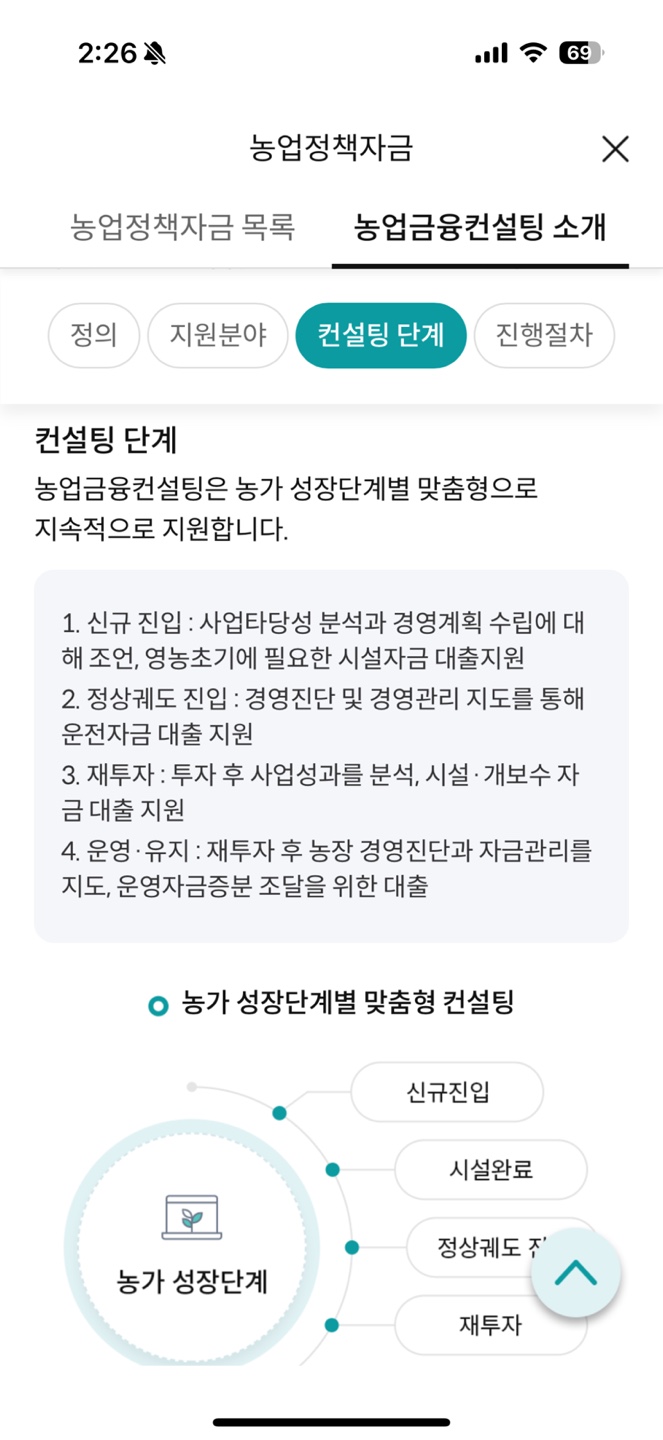 2:26
69
농업정책자금
농업정책자금 목록
농업금융컨설팅 소개
정의
지원분야
컨설팅 단계
진행절차
컨설팅 단계
농업금융컨설팅은 농가 성장단계별 맞춤형으로
지속적으로 지원합니다.
1. 신규 진입 : 사업타당성 분석과 경영계획 수립에 대
해 조언, 영농초기에 필요한 시설자금 대출지원
2. 정상궤도 진입 : 경영진단 및 경영관리 지도를 통해
운전자금 대출 지원
3. 재투자 : 투자 후 사업성과를 분석, 시설·개보수 자
금 대출 지원
4. 운영·유지 : 재투자 후 농장 경영진단과 자금관리를
지도, 운영자금증분 조달을 위한 대출
농가 성장단계별 맞춤형 컨설팅
신규진입
시설완료
정상궤도
농가 성장단계
재투자